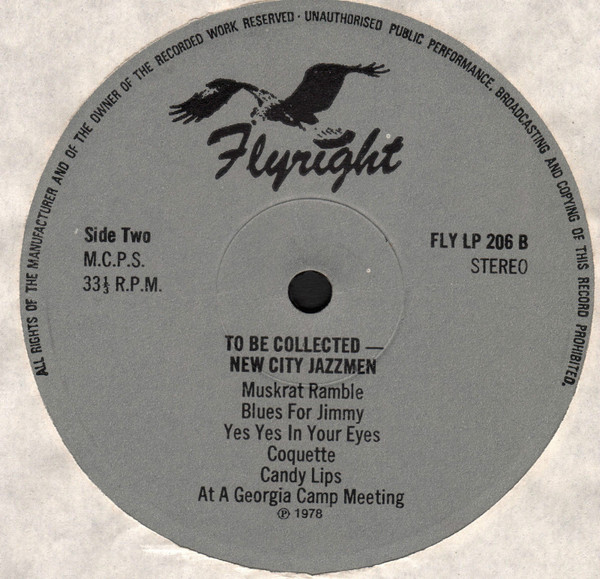 ALL RIGHTS OF THE MANUFACTURER AND OF THE OWNER OF THE RECORDED WORK RESERVED · UNAUTHORISED PUBLIC PERFORMANCE, BROADCASTING AND COPYING OF THIS RECORD PROHIBITED.
Flyright
Side Two
M.C.P.S.
33⅓ R.P.M.
FLY LP 206 B
STEREO
TO BE COLLECTED —
NEW CITY JAZZMEN
Muskrat Ramble
Blues For Jimmy
Yes Yes In Your Eyes
Coquette
Candy Lips
At A Georgia Camp Meeting
℗ 1978